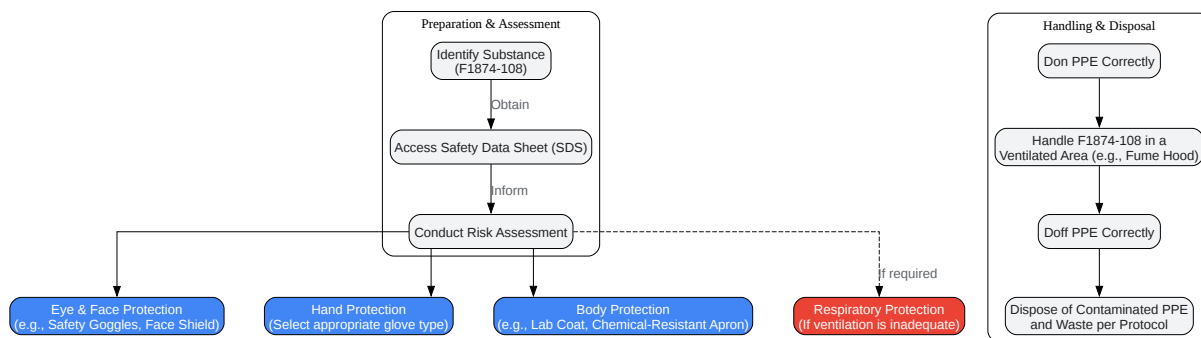 Preparation & Assessment
Identify Substance
(F1874-108)
Obtain
Access Safety Data Sheet (SDS)
Inform
Conduct Risk Assessment
If required
Eye & Face Protection
(e.g., Safety Goggles, Face Shield)
Hand Protection
(Select appropriate glove type)
Body Protection
(e.g., Lab Coat, Chemical-Resistant Apron)
Respiratory Protection
(If ventilation is inadequate)
Handling & Disposal
Don PPE Correctly
Handle F1874-108 in a
Ventilated Area (e.g., Fume Hood)
Doff PPE Correctly
Dispose of Contaminated PPE
and Waste per Protocol